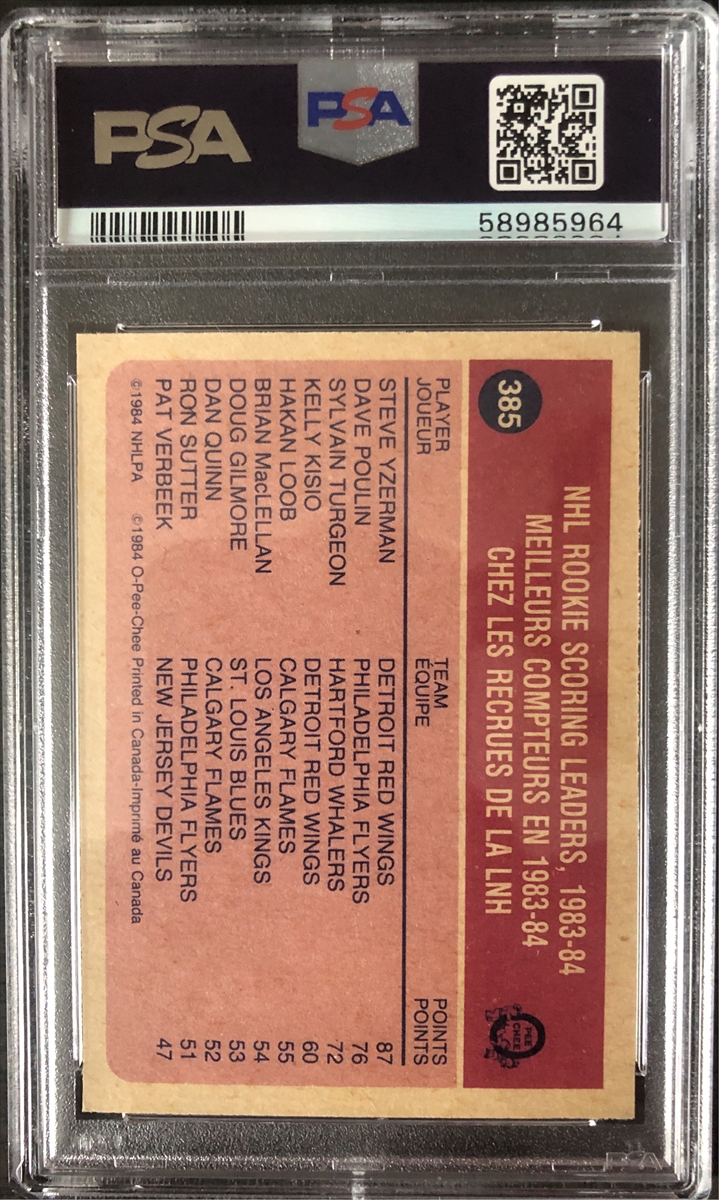 PSA
PSA
58985964
385
NHL ROOKIE SCORING LEADERS, 1983-84
MEILLEURS COMPTEURS EN 1983-84
CHEZ LES RECRUES DE LA LNH
O PEE CHEE
PLAYER TEAM POINTS
JOUEUR ÉQUIPE POINTS
STEVE YZERMAN DETROIT RED WINGS 87
DAVE POULIN PHILADELPHIA FLYERS 76
SYLVAIN TURGEON HARTFORD WHALERS 72
KELLY KISIO DETROIT RED WINGS 60
HAKAN LOOB CALGARY FLAMES 55
BRIAN MacLELLAN LOS ANGELES KINGS 54
DOUG GILMORE ST. LOUIS BLUES 53
DAN QUINN CALGARY FLAMES 52
RON SUTTER PHILADELPHIA FLYERS 51
PAT VERBEEK NEW JERSEY DEVILS 47
©1984 NHLPA ©1984 O-Pee-Chee Printed in Canada-Imprimé au Canada
PSA